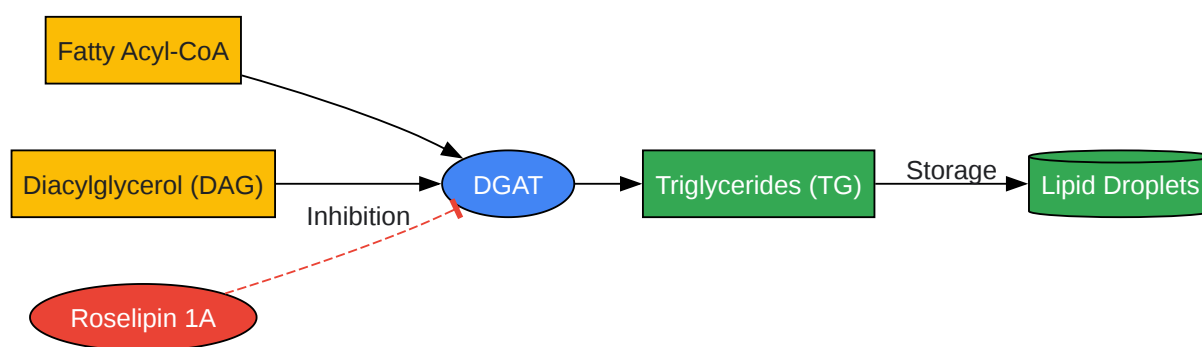 Fatty Acyl-CoA
Diacylglycerol (DAG)
DGAT
Triglycerides (TG)
Storage
Lipid Droplets
Inhibition
Roselipin 1A